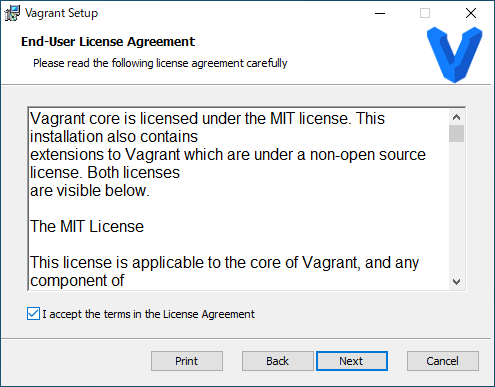 Vagrant Setup
End-User License Agreement
Please read the following license agreement carefully
Vagrant core is licensed under the MIT license. This
installation also contains
extensions to Vagrant which are under a non-open source
license. Both licenses
are visible below.
The MIT License
This license is applicable to the core of Vagrant, and any
component of
I accept the terms in the License Agreement
Print Back Next Cancel